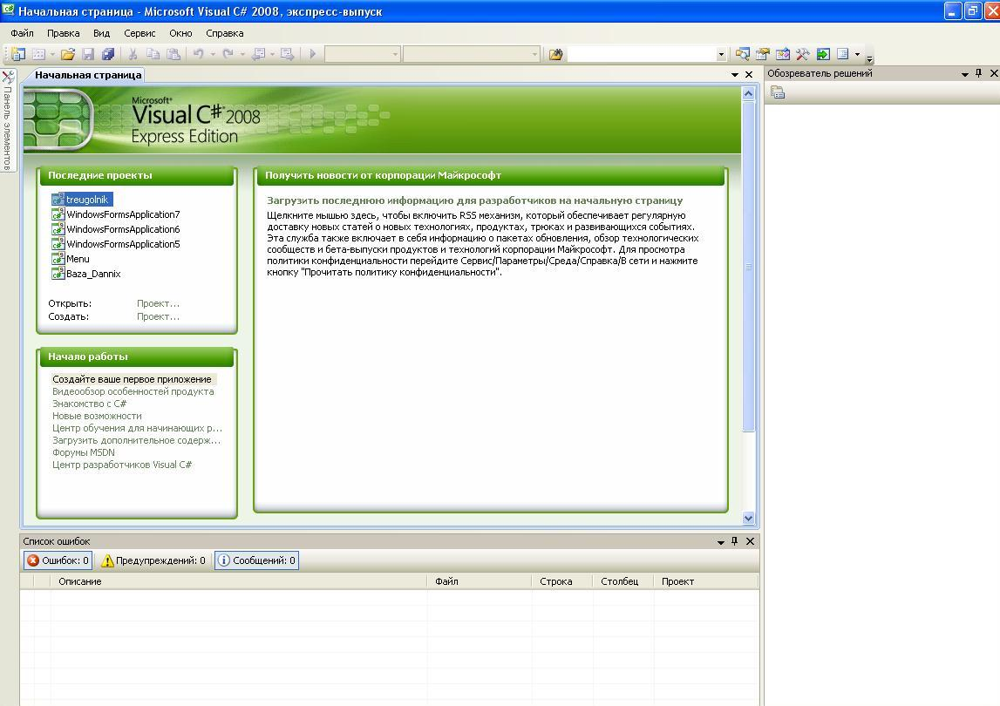 Начальная страница - Microsoft Visual C# 2008, экспресс-выпуск
Файл Правка Вид Сервис Окно Справка
Панель элементов
Начальная страница
Обозреватель решений
Microsoft®
Visual C#® 2008
Express Edition
Последние проекты
treugolnik
WindowsFormsApplication7
WindowsFormsApplication6
WindowsFormsApplication5
Menu
Baza_Dannix
Открыть: Проект...
Создать: Проект...
Получить новости от корпорации Майкрософт
Загрузить последнюю информацию для разработчиков на начальную страницу
Щелкните мышью здесь, чтобы включить RSS механизм, который обеспечивает регулярную
доставку новых статей о новых технологиях, продуктах, трюках и развивающихся событиях.
Эта служба также включает в себя информацию о пакетах обновления, обзор технологических
сообществ и бета-выпуски продуктов и технологий корпорации Майкрософт. Для просмотра
политики конфиденциальности перейдите Сервис/Параметры/Среда/Справка/В сети и нажмите
кнопку "Прочитать политику конфиденциальности".
Начало работы
Создайте ваше первое приложение
Видеообзор особенностей продукта
Знакомство с C#
Новые возможности
Центр обучения для начинающих р...
Загрузить дополнительное содерж...
Форумы MSDN
Центр разработчиков Visual C#
Список ошибок
Ошибок: 0 Предупреждений: 0 Сообщений: 0
Описание Файл Строка Столбец Проект